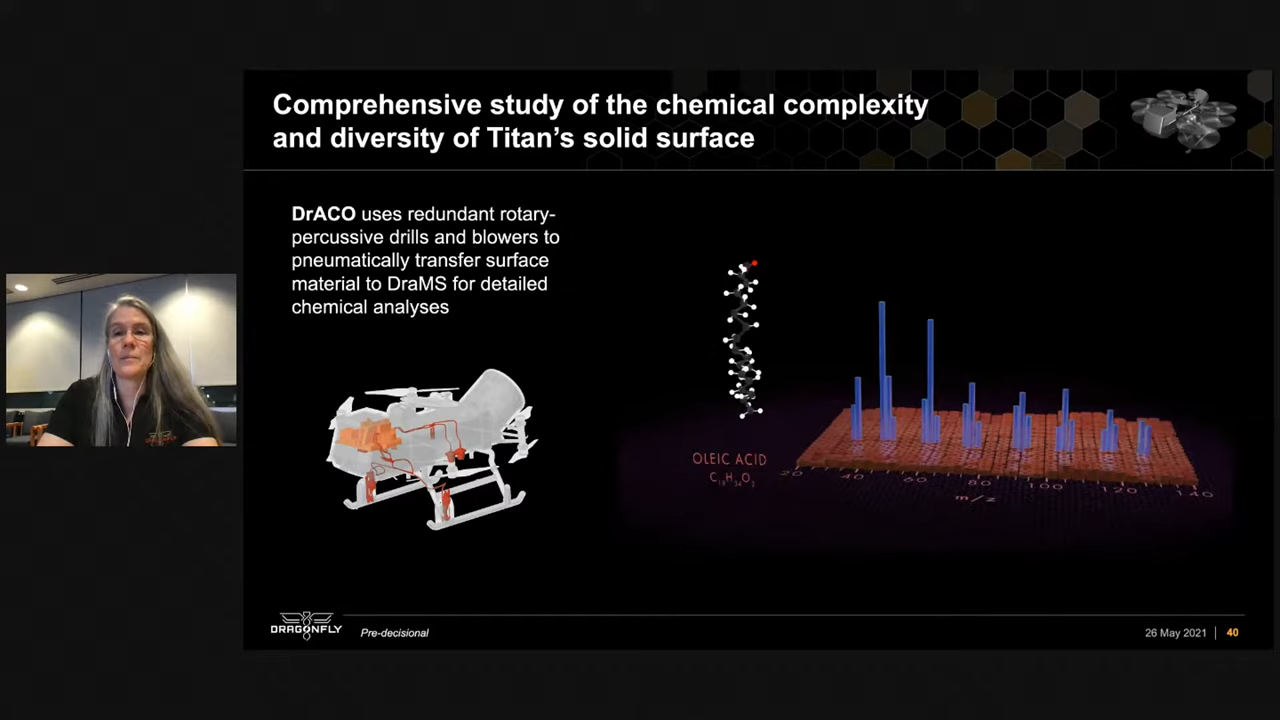 Comprehensive study of the chemical complexity
and diversity of Titan's solid surface
DrACO uses redundant rotary-
percussive drills and blowers to
pneumatically transfer surface
material to DraMS for detailed
chemical analyses
OLEIC ACID
C₁₈H₃₄O₂
20 40 60 80 100 120 140
m/z
DRAGONFLY
Pre-decisional
26 May 2021 | 40